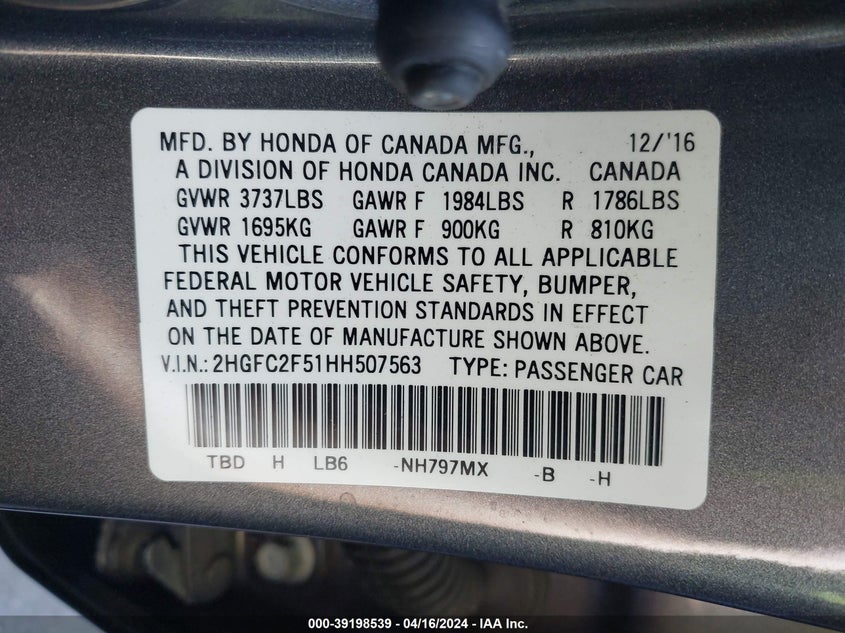 MFD. BY HONDA OF CANADA MFG., 12/'16
A DIVISION OF HONDA CANADA INC. CANADA
GVWR 3737LBS GAWR F 1984LBS R 1786LBS
GVWR 1695KG GAWR F 900KG R 810KG
THIS VEHICLE CONFORMS TO ALL APPLICABLE
FEDERAL MOTOR VEHICLE SAFETY, BUMPER,
AND THEFT PREVENTION STANDARDS IN EFFECT
ON THE DATE OF MANUFACTURE SHOWN ABOVE.
V.I.N.: 2HGFC2F51HH507563 TYPE: PASSENGER CAR
TBD H LB6 -NH797MX -B -H
000-39198539 - 04/16/2024 - IAA Inc.